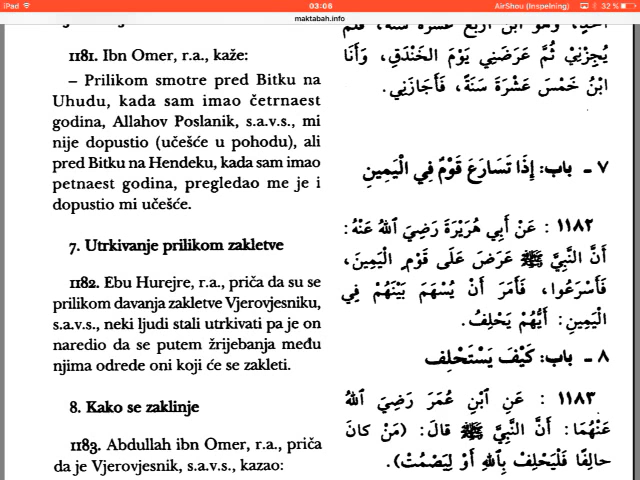 iPad
03:06
AirShou (Inspelning)
32 %
maktabah.info
1181. Ibn Omer, r.a., kaže:
– Prilikom smotre pred Bitku na
Uhudu, kada sam imao četrnaest
godina, Allahov Poslanik, s.a.v.s., mi
nije dopustio (učešće u pohodu), ali
pred Bitku na Hendeku, kada sam imao
petnaest godina, pregledao me je i
dopustio mi učešće.
7. Utrkivanje prilikom zakletve
1182. Ebu Hurejre, r.a., priča da su se
prilikom davanja zakletve Vjerovjesniku,
s.a.v.s., neki ljudi stali utrkivati pa je on
naredio da se putem žrijebanja među
njima odrede oni koji će se zakleti.
8. Kako se zaklinje
1183. Abdullah ibn Omer, r.a., priča
da je Vjerovjesnik, s.a.v.s., kazao:
يُجِزْنِي ثُمَّ عَرَضَنِي يَوْمَ الخَنْدَقِ، وَأَنَا
ابْنُ خَمْسَ عَشْرَةَ سَنَةً، فَأَجَازَنِي.
٧ ـ باب: إِذَا تَسَارَعَ قَوْمٌ فِي الْيَمِينِ
١١٨٢ : عَنْ أَبِي هُرَيْرَةَ رَضِيَ اللهُ عَنْهُ:
أَنَّ النَّبِيَّ ﷺ عَرَضَ عَلَى قَوْمٍ الْيَمِينَ،
فَأَسْرَعُوا، فَأَمَرَ أَنْ يُسْهَمَ بَيْنَهُمْ فِي
الْيَمِينِ: أَيُّهُمْ يَحْلِفُ.
٨ ـ باب: كَيْفَ يَسْتَحْلِف
١١٨٣ : عَنِ ابْنِ عُمَرَ رَضِيَ اللهُ
عَنْهُمَا: أَنَّ النَّبِيَّ ﷺ قالَ: (مَنْ كانَ
حالِفًا فَلْيَحْلِفْ بِاللهِ أَوْ لِيَصْمُتْ).